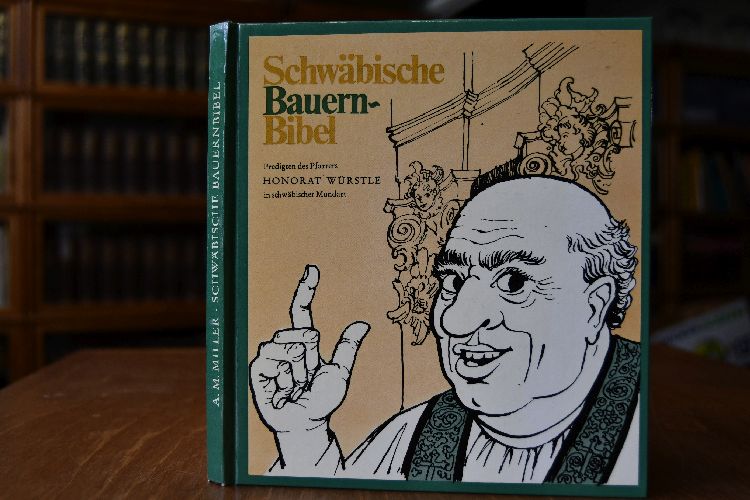 Schwäbische
Bauern-
Bibel
Predigten des Pfarrers
HONORAT WÜRSTLE
in schwäbischer Mundart
A. M. MILLER · SCHWÄBISCHE BAUERNBIBEL